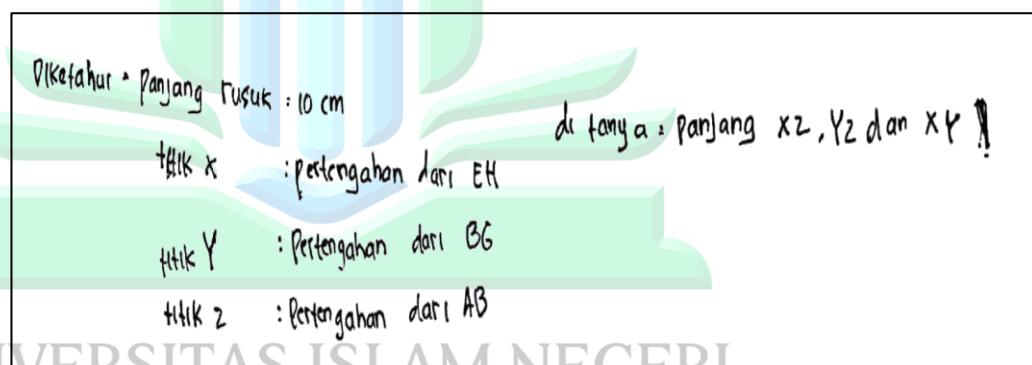 Diketahui : Panjang rusuk : 10 cm
titik X : pertengahan dari EH
titik Y : Pertengahan dari BG
titik z : Pertengahan dari AB
di tanya : panjang xz, Yz dan XY !
UNIVERSITAS ISLAM NEGERI